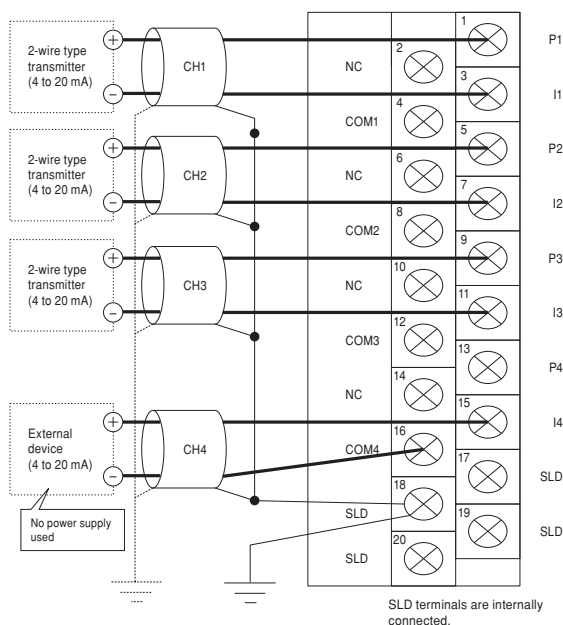 2-wire type
transmitter
(4 to 20 mA)
+
−
CH1
NC
COM1
1
2
3
4
P1
I1
2-wire type
transmitter
(4 to 20 mA)
+
−
CH2
NC
COM2
5
6
7
8
P2
I2
2-wire type
transmitter
(4 to 20 mA)
+
−
CH3
NC
COM3
9
10
11
12
P3
I3
External
device
(4 to 20 mA)
+
−
CH4
NC
COM4
13
14
15
16
P4
I4
No power supply
used
SLD
SLD
17
18
19
20
SLD
SLD
SLD terminals are internally
connected.